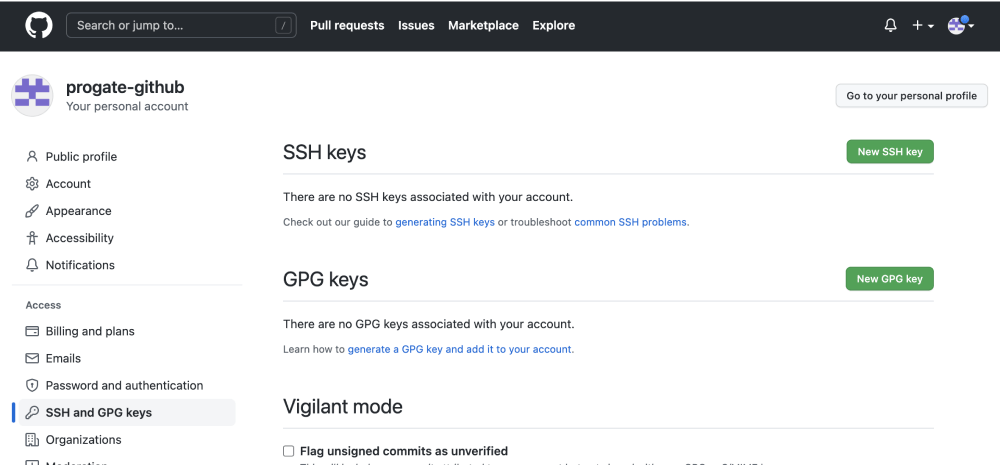 Search or jump to... /
Pull requests Issues Marketplace Explore
progate-github
Your personal account
Go to your personal profile
Public profile
Account
Appearance
Accessibility
Notifications
Access
Billing and plans
Emails
Password and authentication
SSH and GPG keys
Organizations
Moderation
SSH keys
New SSH key
There are no SSH keys associated with your account.
Check out our guide to generating SSH keys or troubleshoot common SSH problems.
GPG keys
New GPG key
There are no GPG keys associated with your account.
Learn how to generate a GPG key and add it to your account.
Vigilant mode
Flag unsigned commits as unverified